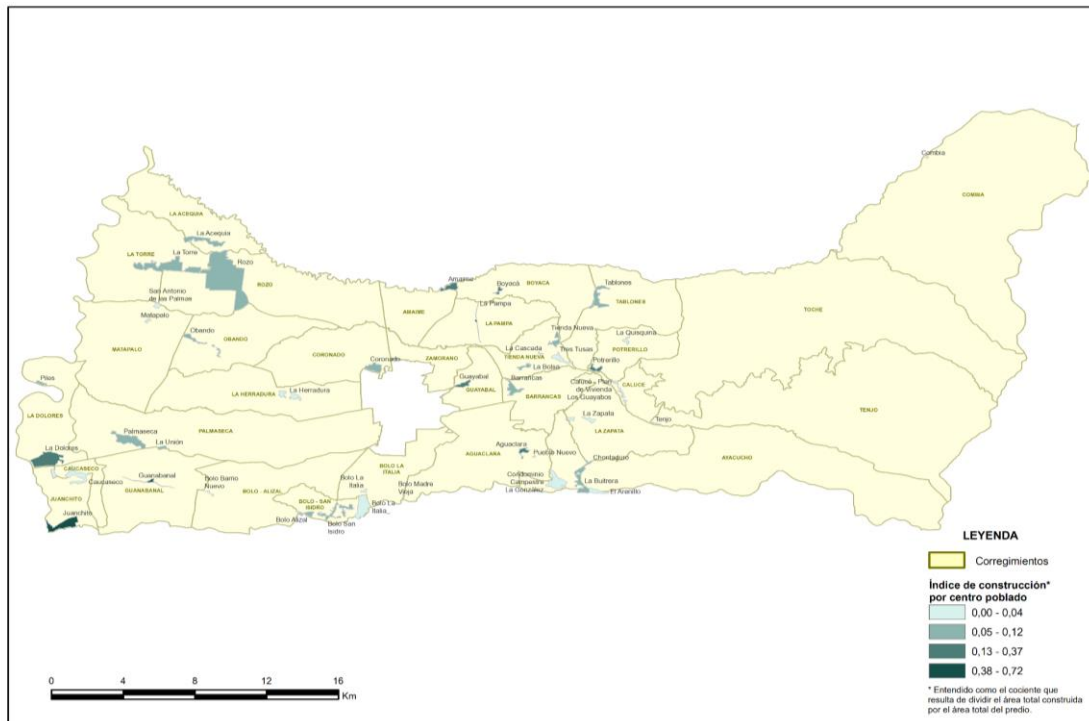 Combia
COMBIA
LA ACEQUIA
La Acequia
LA TORRE
La Torre
Rozo
ROZO
San Antonio
de las Palmas
Matapalo
MATAPALO
Obando
OBANDO
Amaime
AMAIME
Boyacá
BOYACA
La Pampa
LA PAMPA
Tablones
TABLONES
TOCHE
Tienda Nueva
La Quisquina
POTRERILLO
La Cascada
TIENDA NUEVA
Tres Tusas
Potrerillo
CORONADO
Coronado
ZAMORANO
Guayabal
GUAYABAL
La Bolsa
Barrancas
BARRANCAS
Caluce - Plan
de Vivienda
Los Guayabos
CALUCE
TENJO
Tenjo
Piles
LA HERRADURA
La Herradura
LA DOLORES
La Dolores
Palmaseca
PALMASECA
La Unión
La Zapata
LA ZAPATA
AYACUCHO
Aguaclara
AGUACLARA
Pueblo Nuevo
Chontaduro
CAUCASECO
Caucaseco
Guanabanal
GUANABANAL
Bolo Barrio
Nuevo
BOLO - ALIZAL
Bolo La
Italia
BOLO LA
ITALIA
Bolo Madre
Vieja
Condominio
Campestre
La González
La Buitrera
El Arenillo
JUANCHITO
Juanchito
BOLO - SAN
ISIDRO
Bolo Alizal
Bolo San
Isidro
Bolo La
Italia_
LEYENDA
Corregimientos
Índice de construcción*
por centro poblado
0,00 - 0,04
0,05 - 0,12
0,13 - 0,37
0,38 - 0,72
* Entendido como el cociente que
resulta de dividir el área total construida
por el área total del predio.
0 4 8 12 16
Km